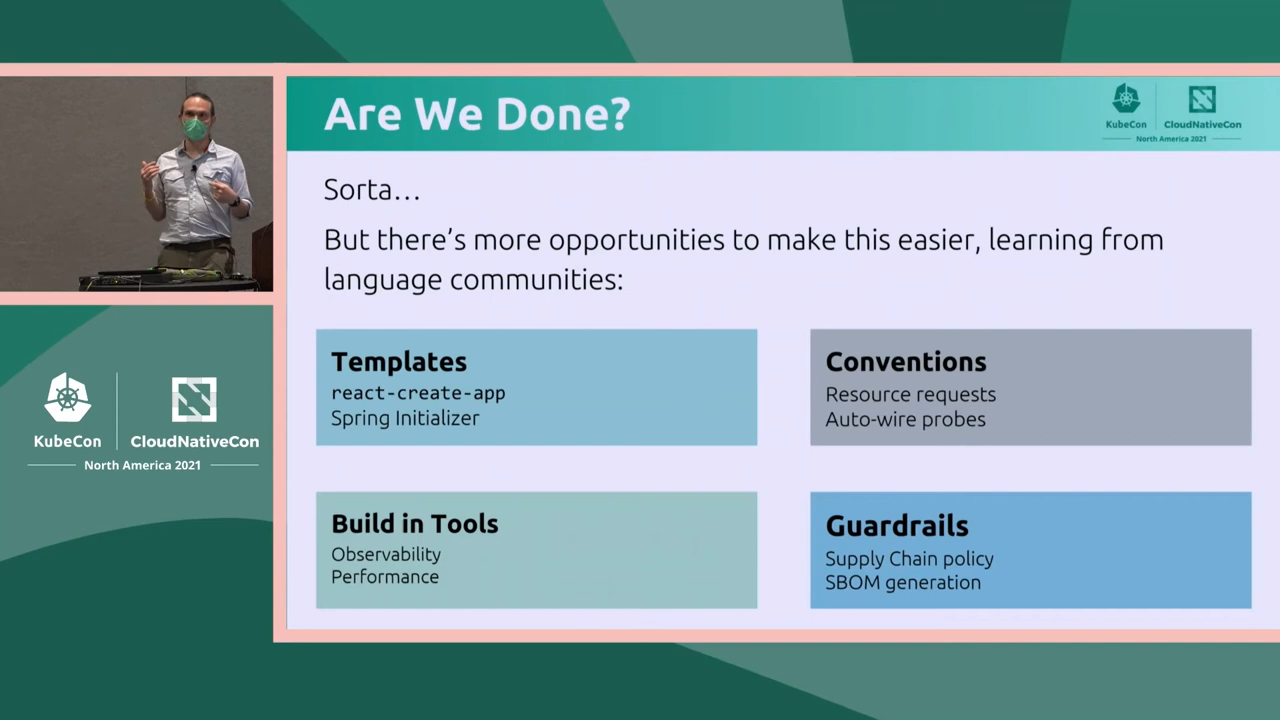 Are We Done?
KubeCon
CloudNativeCon
North America 2021
Sorta...
But there's more opportunities to make this easier, learning from
language communities:
Templates
react-create-app
Spring Initializer
Conventions
Resource requests
Auto-wire probes
Build in Tools
Observability
Performance
Guardrails
Supply Chain policy
SBOM generation
KubeCon
CloudNativeCon
North America 2021